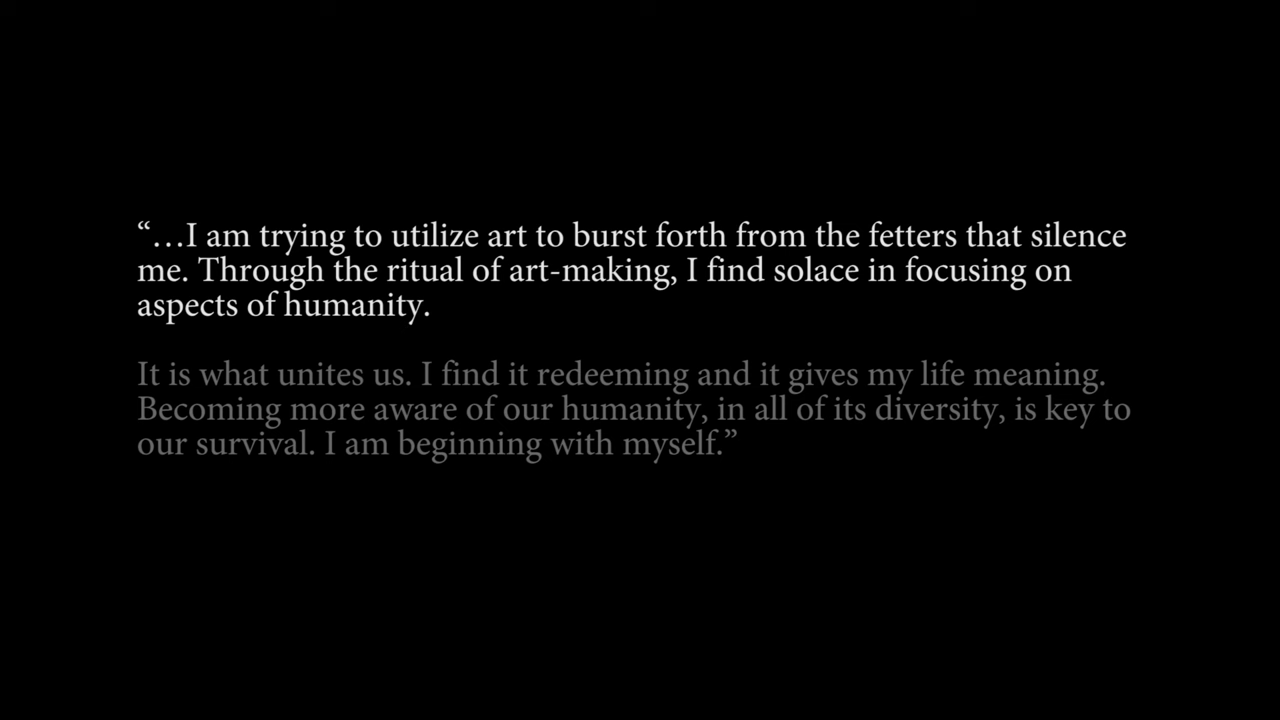 “…I am trying to utilize art to burst forth from the fetters that silence
me. Through the ritual of art-making, I find solace in focusing on
aspects of humanity.
It is what unites us. I find it redeeming and it gives my life meaning.
Becoming more aware of our humanity, in all of its diversity, is key to
our survival. I am beginning with myself.”